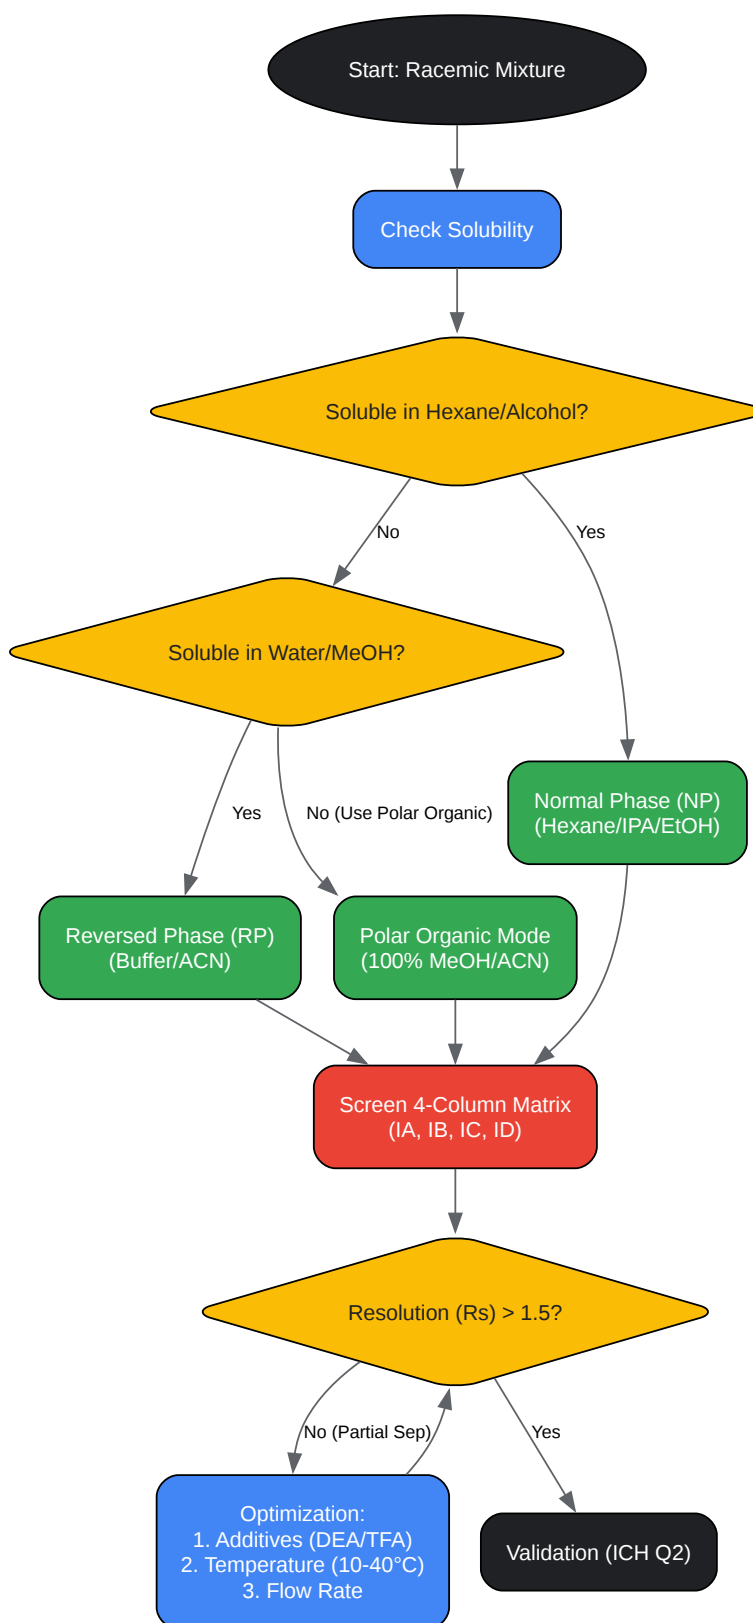 Start: Racemic Mixture
Check Solubility
Soluble in Hexane/Alcohol?
No
Yes
Soluble in Water/MeOH?
Yes
No (Use Polar Organic)
Normal Phase (NP)
(Hexane/IPA/EtOH)
Reversed Phase (RP)
(Buffer/ACN)
Polar Organic Mode
(100% MeOH/ACN)
Screen 4-Column Matrix
(IA, IB, IC, ID)
Resolution (Rs) > 1.5?
No (Partial Sep)
Yes
Optimization:
1. Additives (DEA/TFA)
2. Temperature (10-40°C)
3. Flow Rate
Validation (ICH Q2)